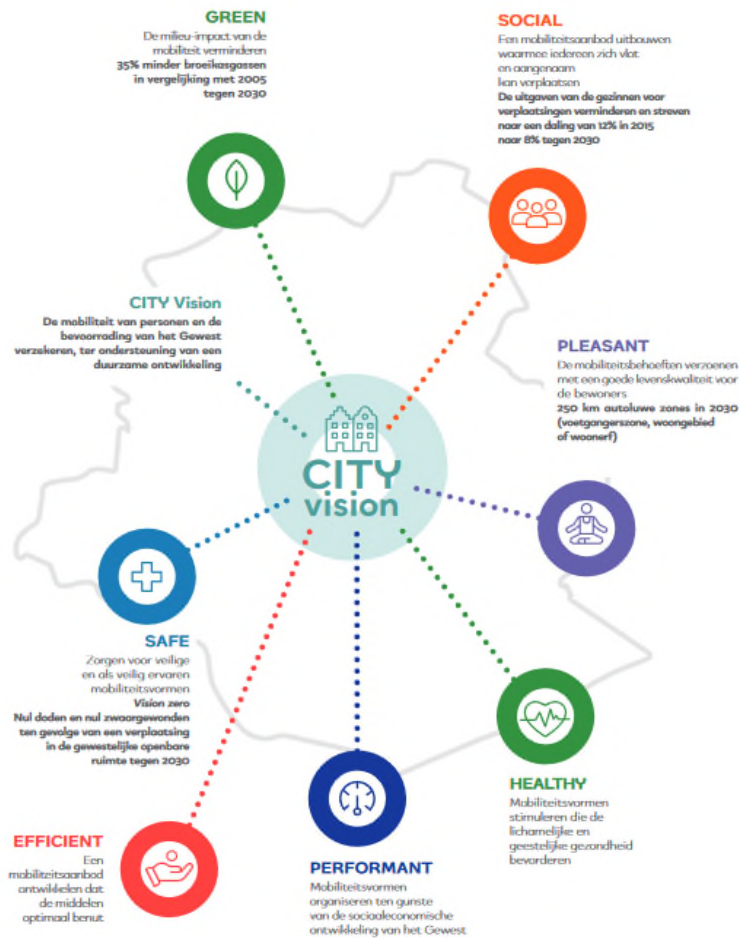 GREEN
De milieu-impact van de
mobiliteit verminderen
35% minder broeikasgassen
in vergelijking met 2005
tegen 2030
SOCIAL
Een mobiliteitsaanbod uitbouwen
waarmee iedereen zich vlot
en aangenaam
kan verplaatsen
De uitgaven van de gezinnen voor
verplaatsingen verminderen en streven
naar een daling van 12% in 2015
naar 8% tegen 2030
CITY Vision
De mobiliteit van personen en de
bevoorrading van het Gewest
verzekeren, ter ondersteuning van een
duurzame ontwikkeling
PLEASANT
De mobiliteitsbehoeften verzoenen
met een goede levenskwaliteit voor
de bewoners
250 km autoluwe zones in 2030
(voetgangerszone, woongebied
of woonerf)
CITY
vision
SAFE
Zorgen voor veilige
en als veilig ervaren
mobiliteitsvormen
Vision zero
Nul doden en nul zwaargewonden
ten gevolge van een verplaatsing
in de gewestelijke openbare
ruimte tegen 2030
HEALTHY
Mobiliteitsvormen
stimuleren die de
lichamelijke en
geestelijke gezondheid
bevorderen
EFFICIENT
Een
mobiliteitsaanbod
ontwikkelen dat
de middelen
optimaal benut
PERFORMANT
Mobiliteitsvormen
organiseren ten gunste
van de sociaaleconomische
ontwikkeling van het Gewest